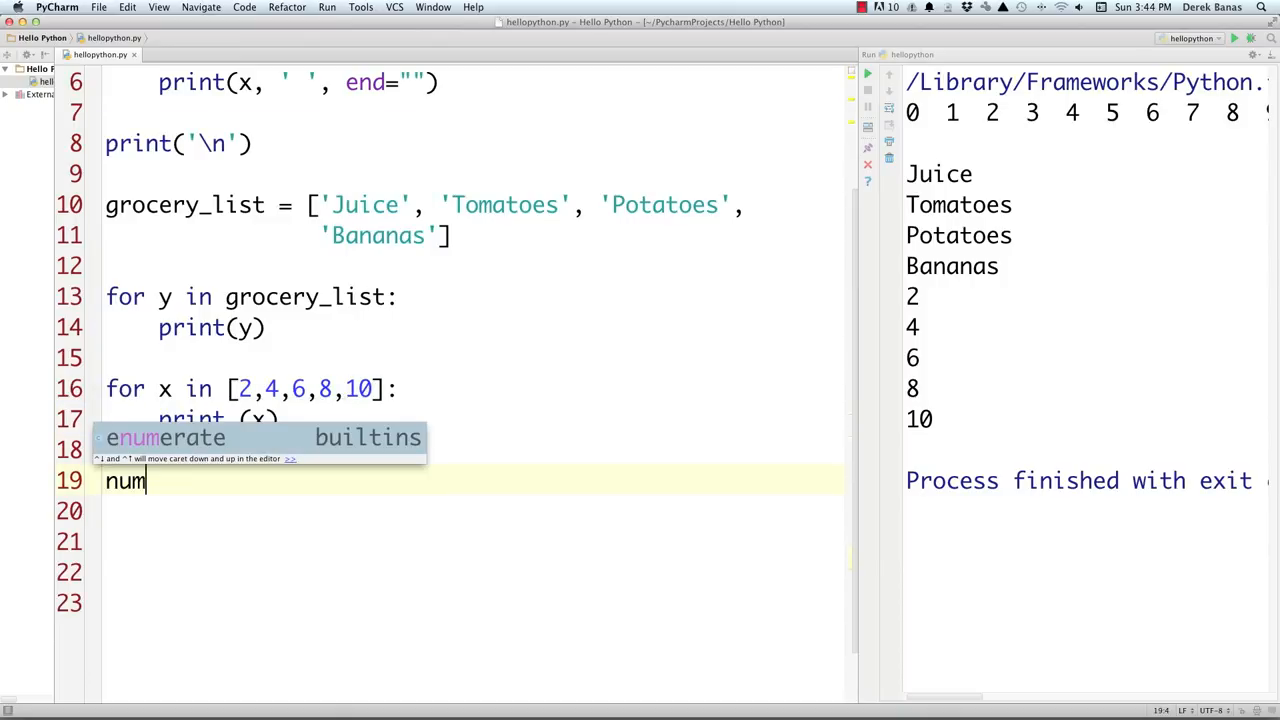 PyCharm File Edit View Navigate Code Refactor Run Tools VCS Window Help 10 Sun 3:44 PM Derek Banas
hellopython.py – Hello Python – [~/PycharmProjects/Hello Python]
Hello Python hellopython.py hellopython
hellopython.py Run hellopython
Hello P
hell
Externa
6 print(x, ' ', end="")
7
8 print('\n')
9
10 grocery_list = ['Juice', 'Tomatoes', 'Potatoes',
11 'Bananas']
12
13 for y in grocery_list:
14 print(y)
15
16 for x in [2,4,6,8,10]:
17 print (x)
18
enumerate builtins
^↓ and ^↑ will move caret down and up in the editor >>
19 num
20
21
22
23
/Library/Frameworks/Python.
0 1 2 3 4 5 6 7 8
Juice
Tomatoes
Potatoes
Bananas
2
4
6
8
10
Process finished with exit
19:4 LF UTF-8